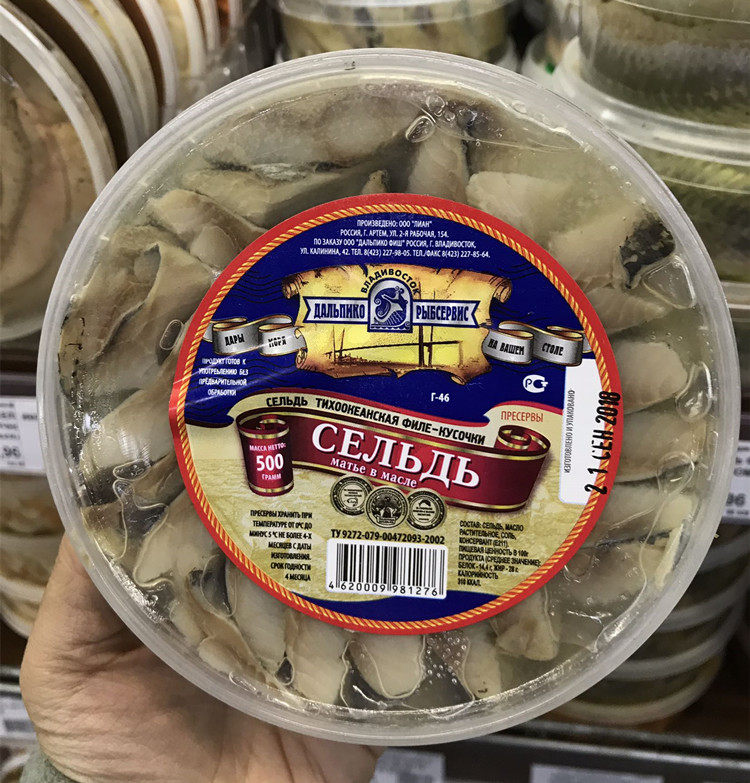 ПРОИЗВЕДЕНО: ООО "ЛИАН"
РОССИЯ, Г. АРТЕМ, УЛ. 2-Я РАБОЧАЯ, 154.
ПО ЗАКАЗУ ООО "ДАЛЬПИКО ФИШ" РОССИЯ, Г. ВЛАДИВОСТОК,
УЛ. КАЛИНИНА, 42. ТЕЛ. 8(423) 227-98-05. ТЕЛ./ФАКС 8(423) 227-85-64.
ВЛАДИВОСТОК
ДАЛЬПИКО РЫБСЕРВИС
ДАРЫ МОРЯ НА ВАШЕМ СТОЛЕ
ПРОДУКТ ГОТОВ К
УПОТРЕБЛЕНИЮ БЕЗ
ПРЕДВАРИТЕЛЬНОЙ
ОБРАБОТКИ
Г-46
РСТ
СЕЛЬДЬ ТИХООКЕАНСКАЯ ФИЛЕ-КУСОЧКИ
ПРЕСЕРВЫ
СЕЛЬДЬ
матье в масле
МАССА НЕТТО:
500
ГРАММ
ИЗГОТОВЛЕНО И УПАКОВАНО:
2 1 СЕН 2018
ПРЕСЕРВЫ ХРАНИТЬ ПРИ
ТЕМПЕРАТУРЕ ОТ 0°С ДО
МИНУС 5 °С НЕ БОЛЕЕ 4-Х
МЕСЯЦЕВ С ДАТЫ
ИЗГОТОВЛЕНИЯ.
СРОК ГОДНОСТИ
4 МЕСЯЦА
ТУ 9272-079-00472093-2002
4 620009 981276
СОСТАВ: СЕЛЬДЬ, МАСЛО
РАСТИТЕЛЬНОЕ, СОЛЬ,
КОНСЕРВАНТ (Е211).
ПИЩЕВАЯ ЦЕННОСТЬ В 100г
ПРОДУКТА (СРЕДНЕЕ ЗНАЧЕНИЕ):
БЕЛОК - 14,4 г, ЖИР - 28 г.
КАЛОРИЙНОСТЬ
310 ККАЛ.